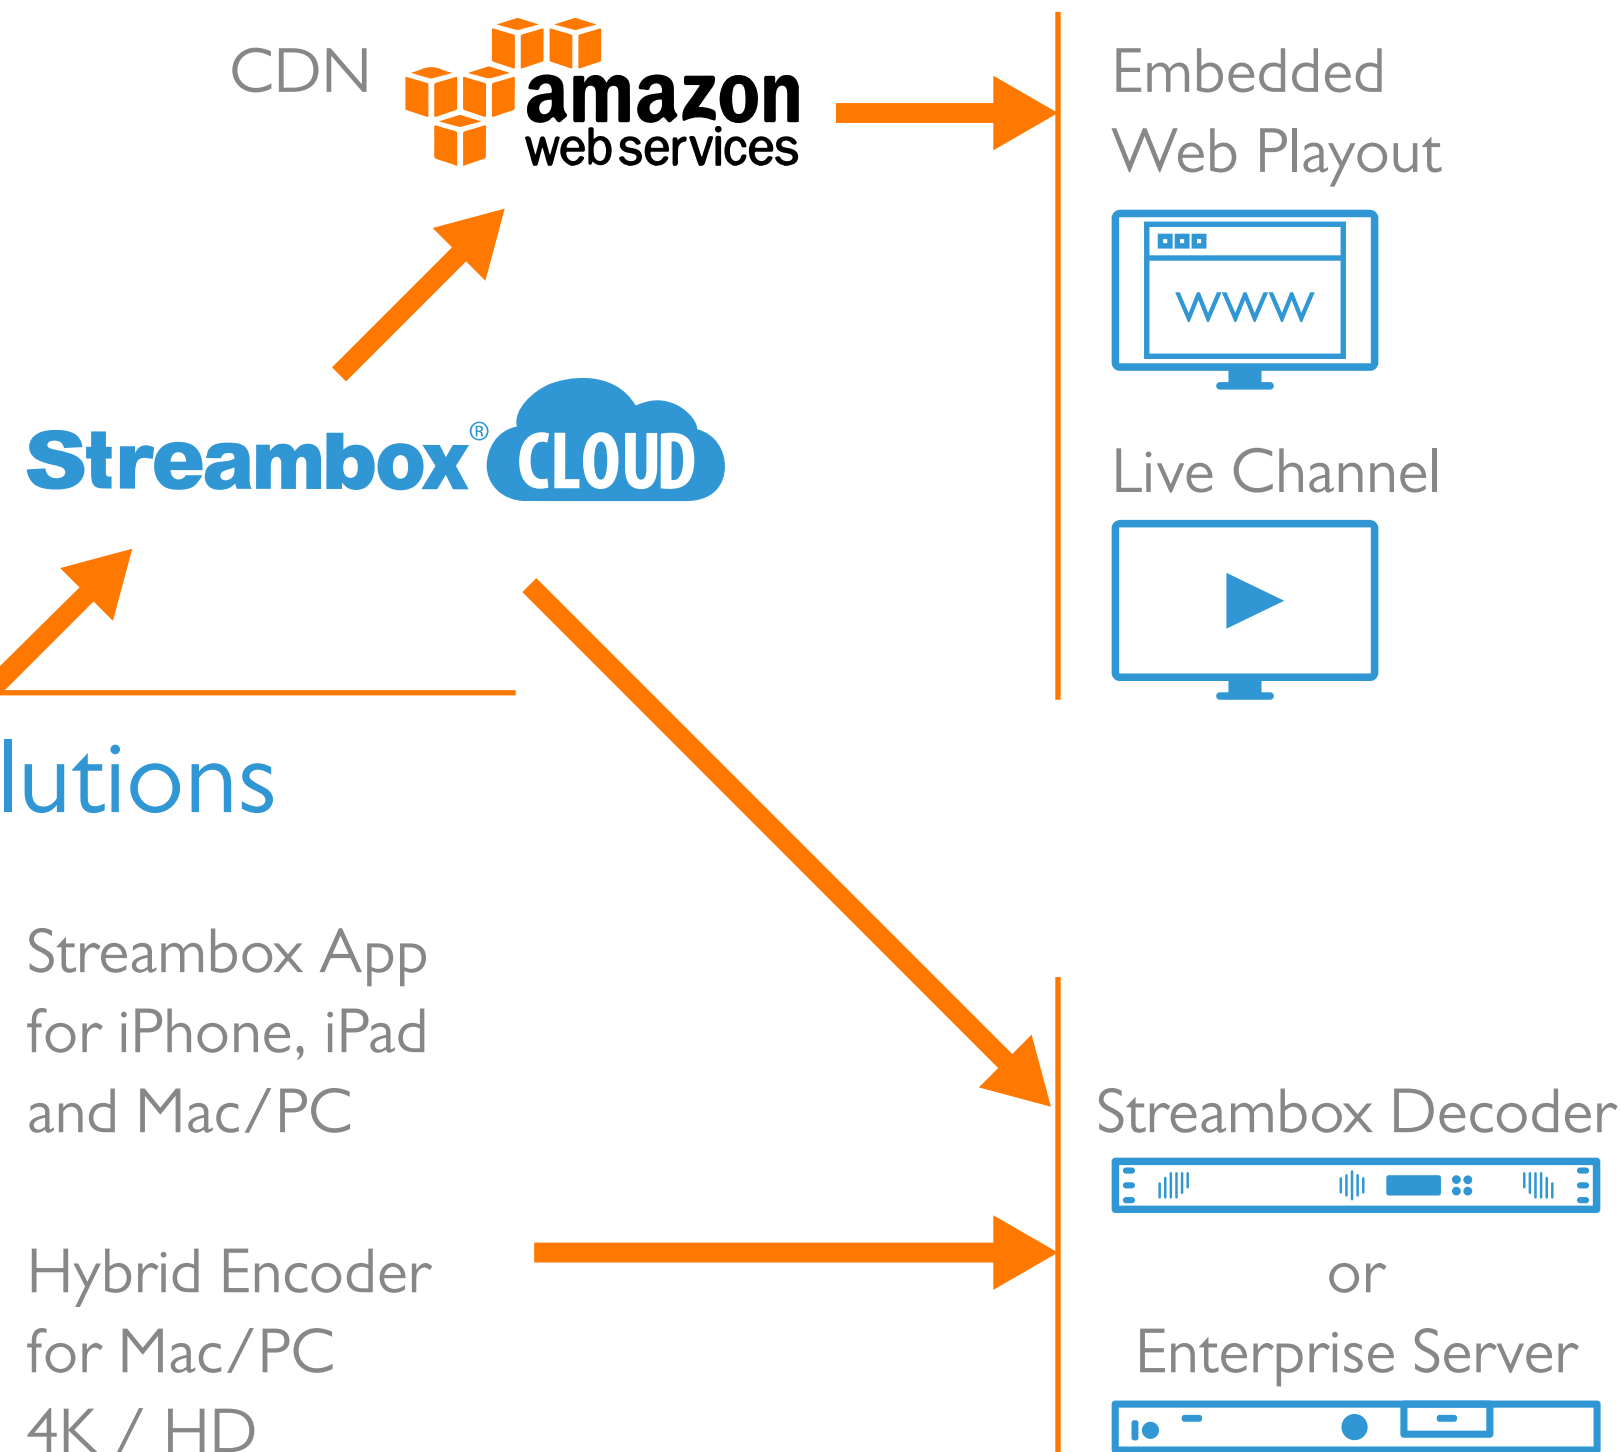 CDN
amazon
web services
Embedded
Web Playout
WWW
Streambox® CLOUD
Live Channel
lutions
Streambox App
for iPhone, iPad
and Mac/PC
Hybrid Encoder
for Mac/PC
4K / HD
Streambox Decoder
or
Enterprise Server